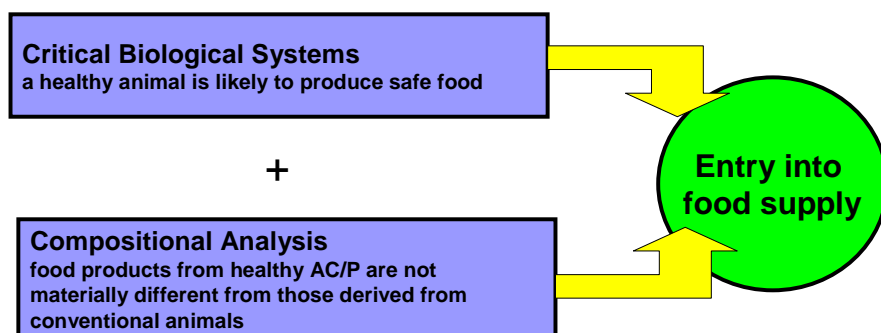 Critical Biological Systems
a healthy animal is likely to produce safe food
+
Entry into
food supply
Compositional Analysis
food products from healthy AC/P are not
materially different from those derived from
conventional animals